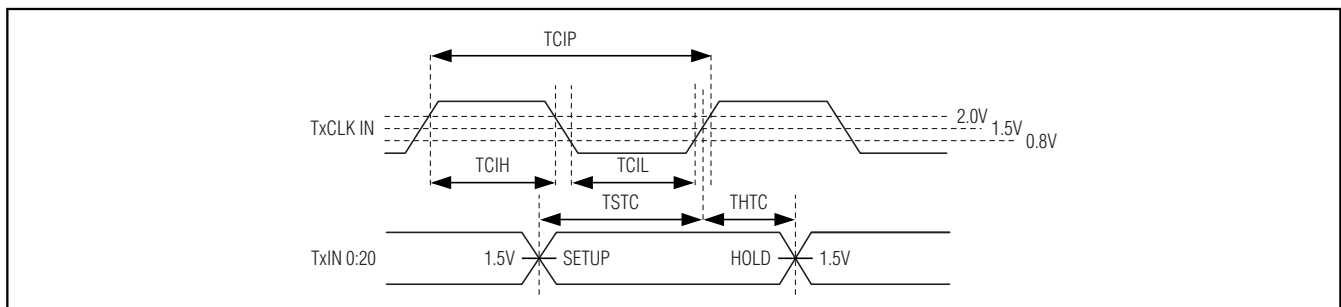 TCIP
TxCLK IN
2.0V
1.5V
0.8V
TCIH
TCIL
TSTC
THTC
TxIN 0:20
1.5V
SETUP
HOLD
1.5V